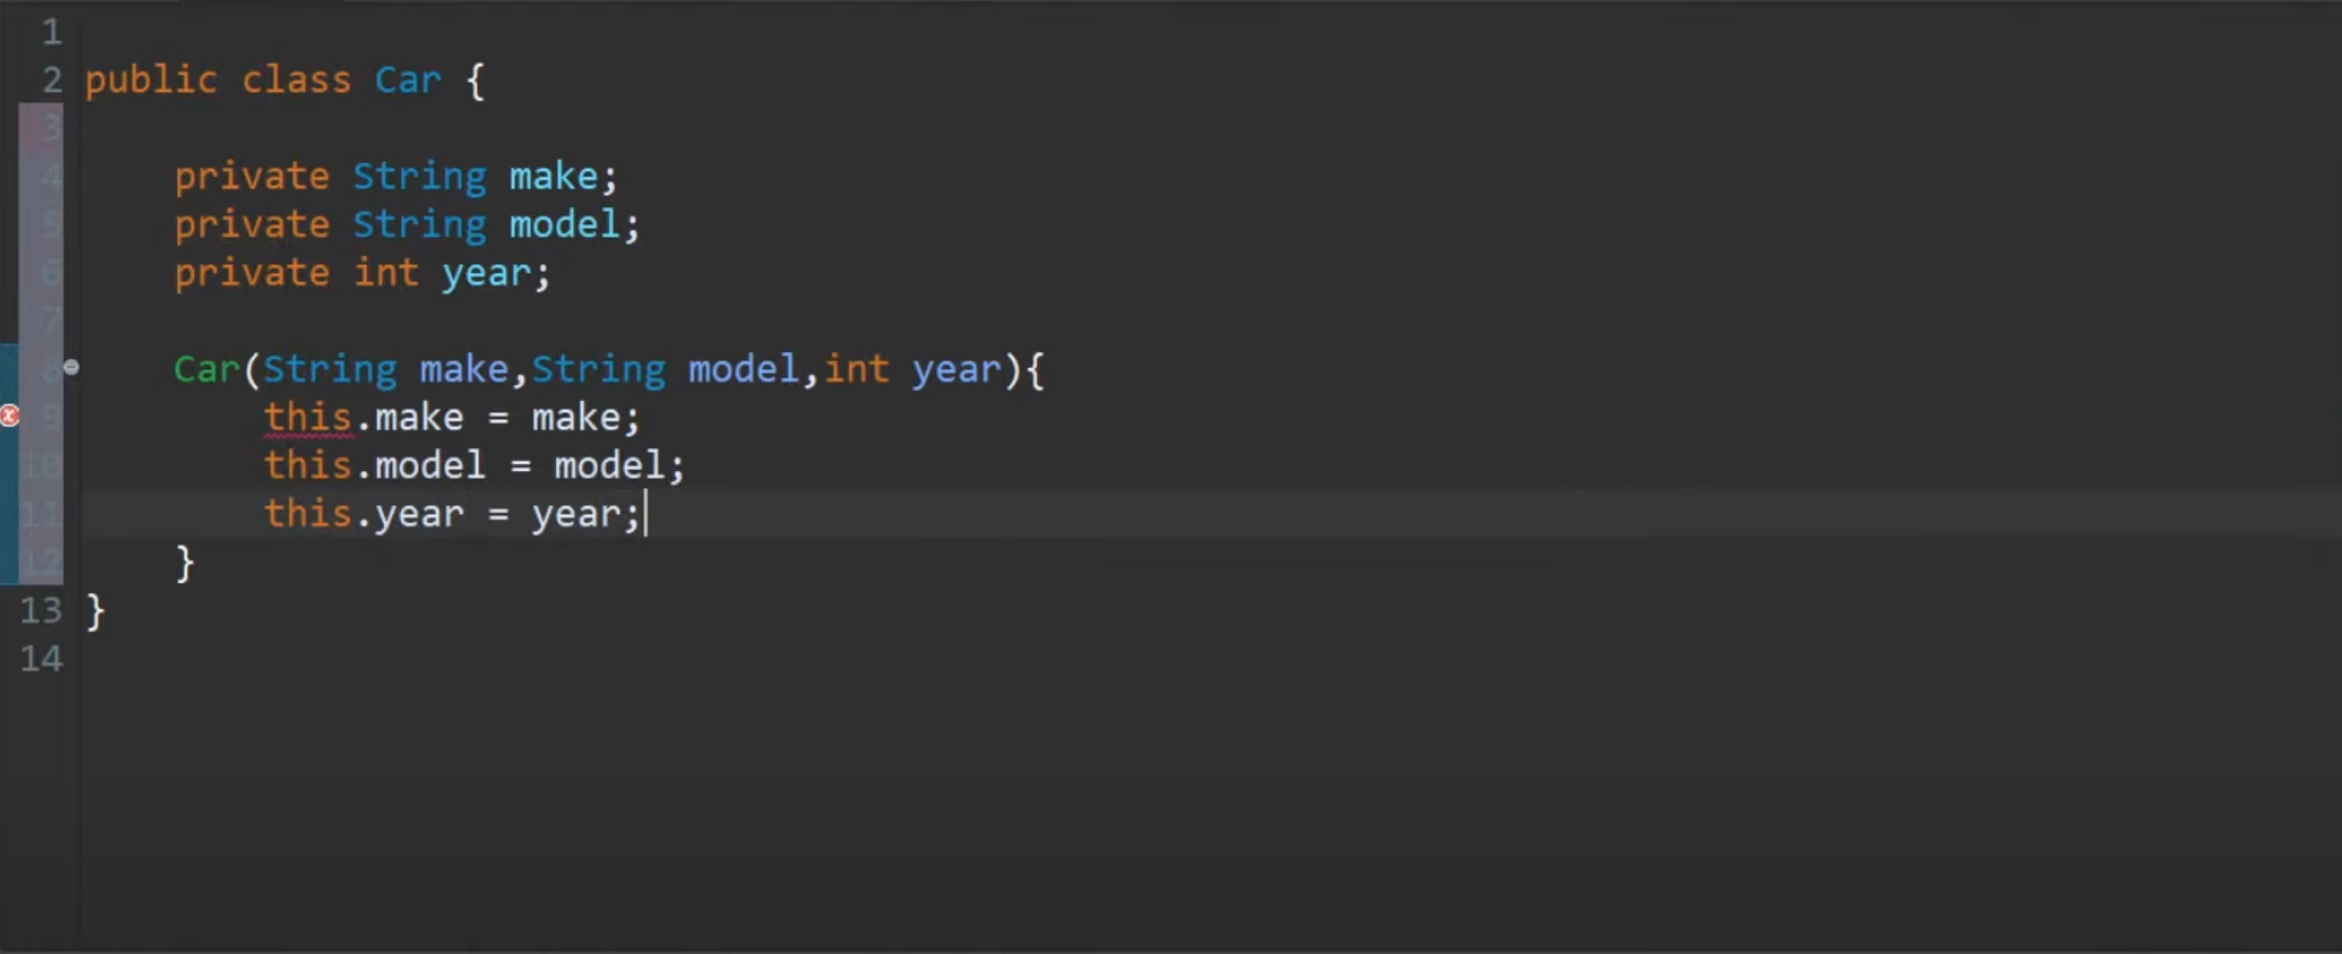 1
2 public class Car {
3
4 private String make;
5 private String model;
6 private int year;
7
8 Car(String make,String model,int year){
9 this.make = make;
10 this.model = model;
11 this.year = year;
12 }
13 }
14